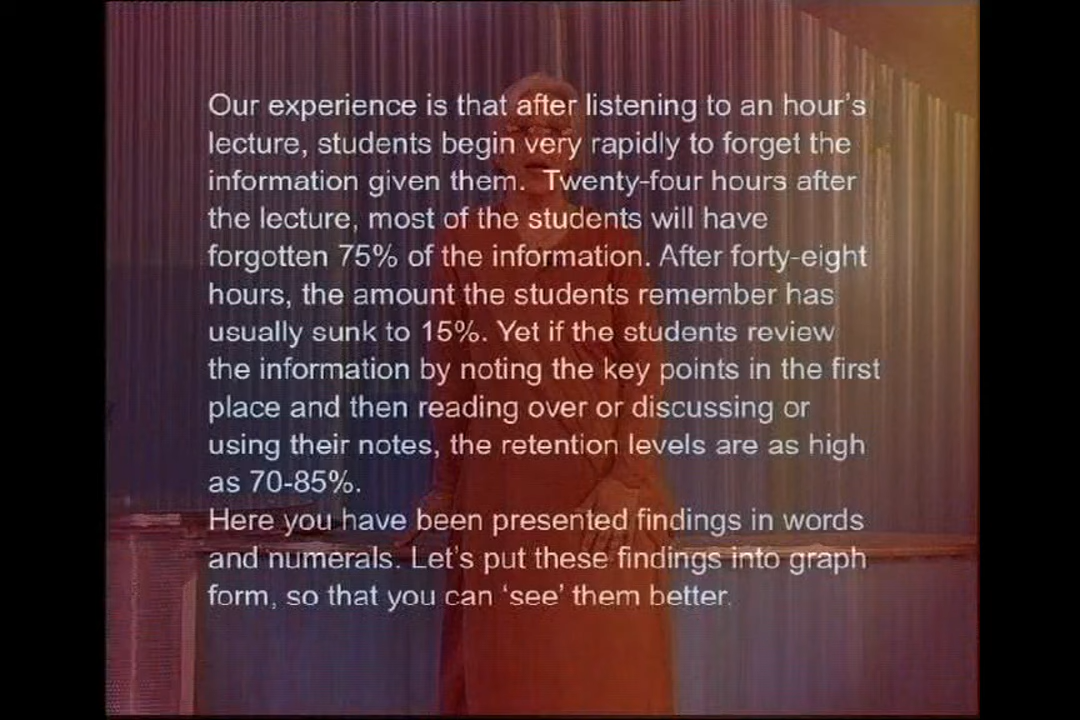 Our experience is that after listening to an hour’s
lecture, students begin very rapidly to forget the
information given them.  Twenty-four hours after
the lecture, most of the students will have
forgotten 75% of the information. After forty-eight
hours, the amount the students remember has
usually sunk to 15%. Yet if the students review
the information by noting the key points in the first
place and then reading over or discussing or
using their notes, the retention levels are as high
as 70-85%.
Here you have been presented findings in words
and numerals. Let’s put these findings into graph
form, so that you can ‘see’ them better.